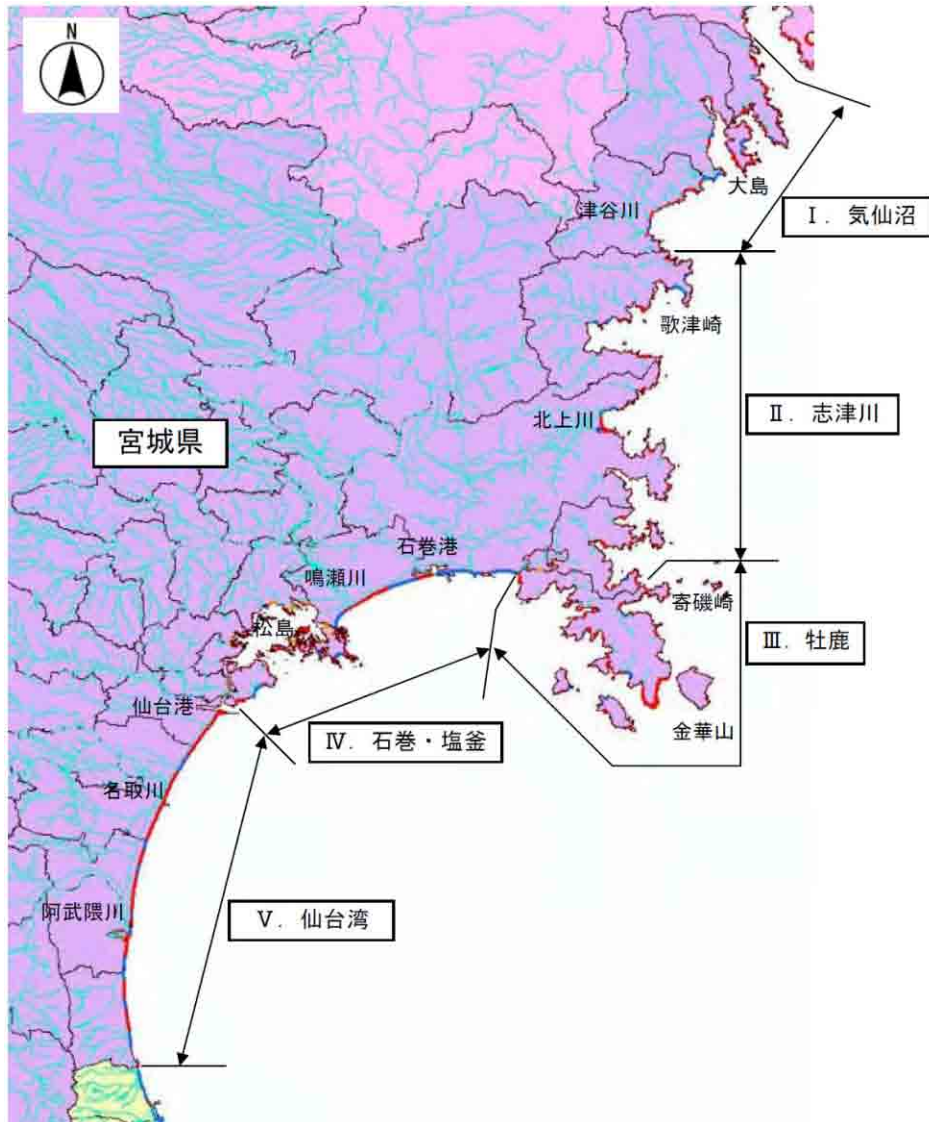 N
大島
津谷川
Ⅰ. 気仙沼
歌津崎
北上川
Ⅱ. 志津川
宮城県
石巻港
鳴瀬川
寄磯崎
松島
Ⅲ. 牡鹿
仙台港
金華山
Ⅳ. 石巻・塩釜
名取川
阿武隈川
Ⅴ. 仙台湾